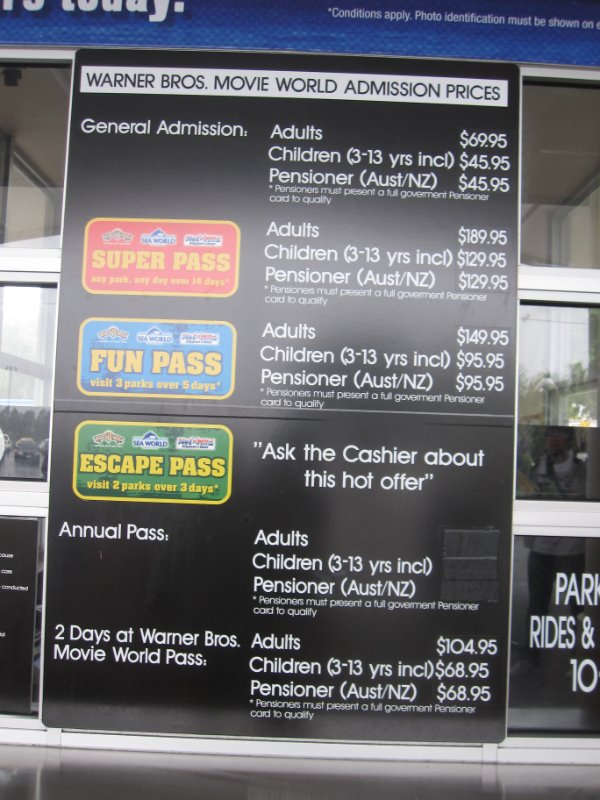 *Conditions apply. Photo identification must be shown on
WARNER BROS. MOVIE WORLD ADMISSION PRICES
General Admission: Adults $69.95
Children (3-13 yrs incl) $45.95
Pensioner (Aust/NZ) $45.95
* Pensioners must present a full goverment Pensioner
card to qualify
SEA WORLD
SUPER PASS
any park, any day over 14 days*
Adults $189.95
Children (3-13 yrs incl) $129.95
Pensioner (Aust/NZ) $129.95
* Pensioners must present a full goverment Pensioner
card to qualify
SEA WORLD
FUN PASS
visit 3 parks over 5 days*
Adults $149.95
Children (3-13 yrs incl) $95.95
Pensioner (Aust/NZ) $95.95
* Pensioners must present a full goverment Pensioner
card to qualify
SEA WORLD
ESCAPE PASS
visit 2 parks over 3 days*
"Ask the Cashier about
this hot offer"
Annual Pass: Adults
Children (3-13 yrs incl)
Pensioner (Aust/NZ)
* Pensioners must present a full goverment Pensioner
card to qualify
2 Days at Warner Bros.
Movie World Pass:
Adults $104.95
Children (3-13 yrs incl) $68.95
Pensioner (Aust/NZ) $68.95
* Pensioners must present a full goverment Pensioner
card to qualify
PARK
RIDES &
10
conducted